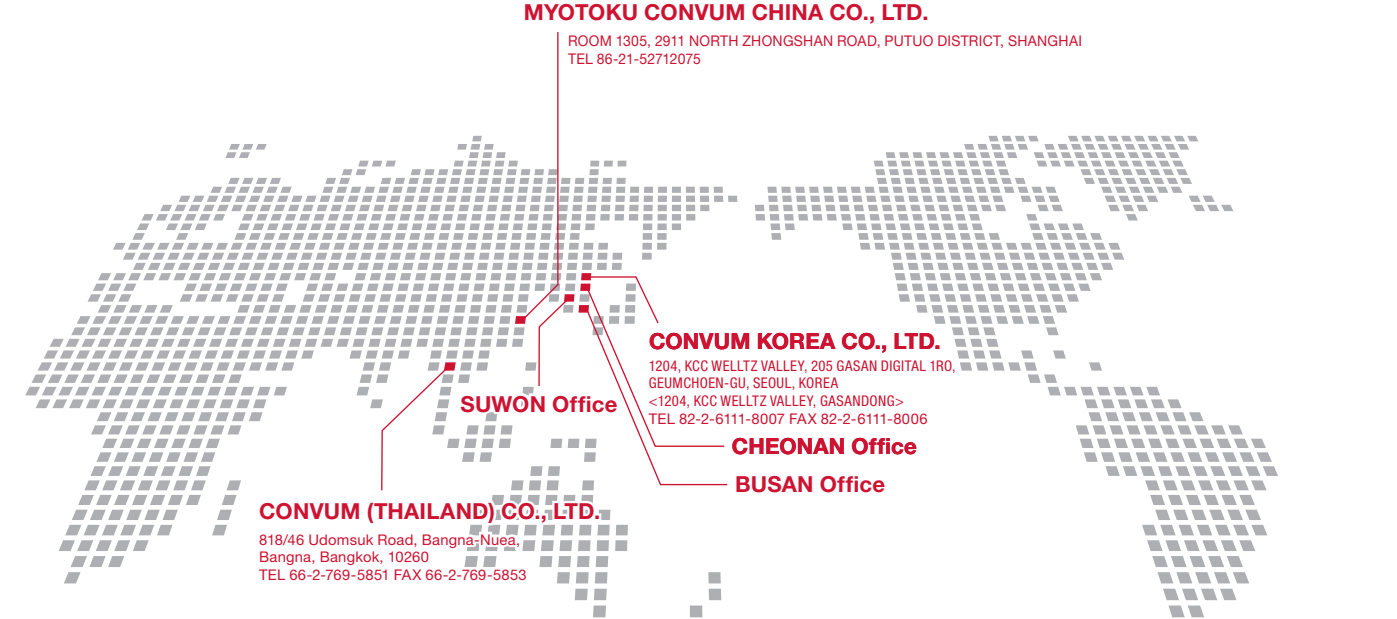 MYOTOKU CONVUM CHINA CO., LTD.
ROOM 1305, 2911 NORTH ZHONGSHAN ROAD, PUTUO DISTRICT, SHANGHAI
TEL 86-21-52712075
CONVUM KOREA CO., LTD.
1204, KCC WELLTZ VALLEY, 205 GASAN DIGITAL 1RO,
GEUMCHOEN-GU, SEOUL, KOREA
<1204, KCC WELLTZ VALLEY, GASANDONG>
TEL 82-2-6111-8007 FAX 82-2-6111-8006
SUWON Office
CHEONAN Office
BUSAN Office
CONVUM (THAILAND) CO., LTD.
818/46 Udomsuk Road, Bangna-Nuea,
Bangna, Bangkok, 10260
TEL 66-2-769-5851 FAX 66-2-769-5853